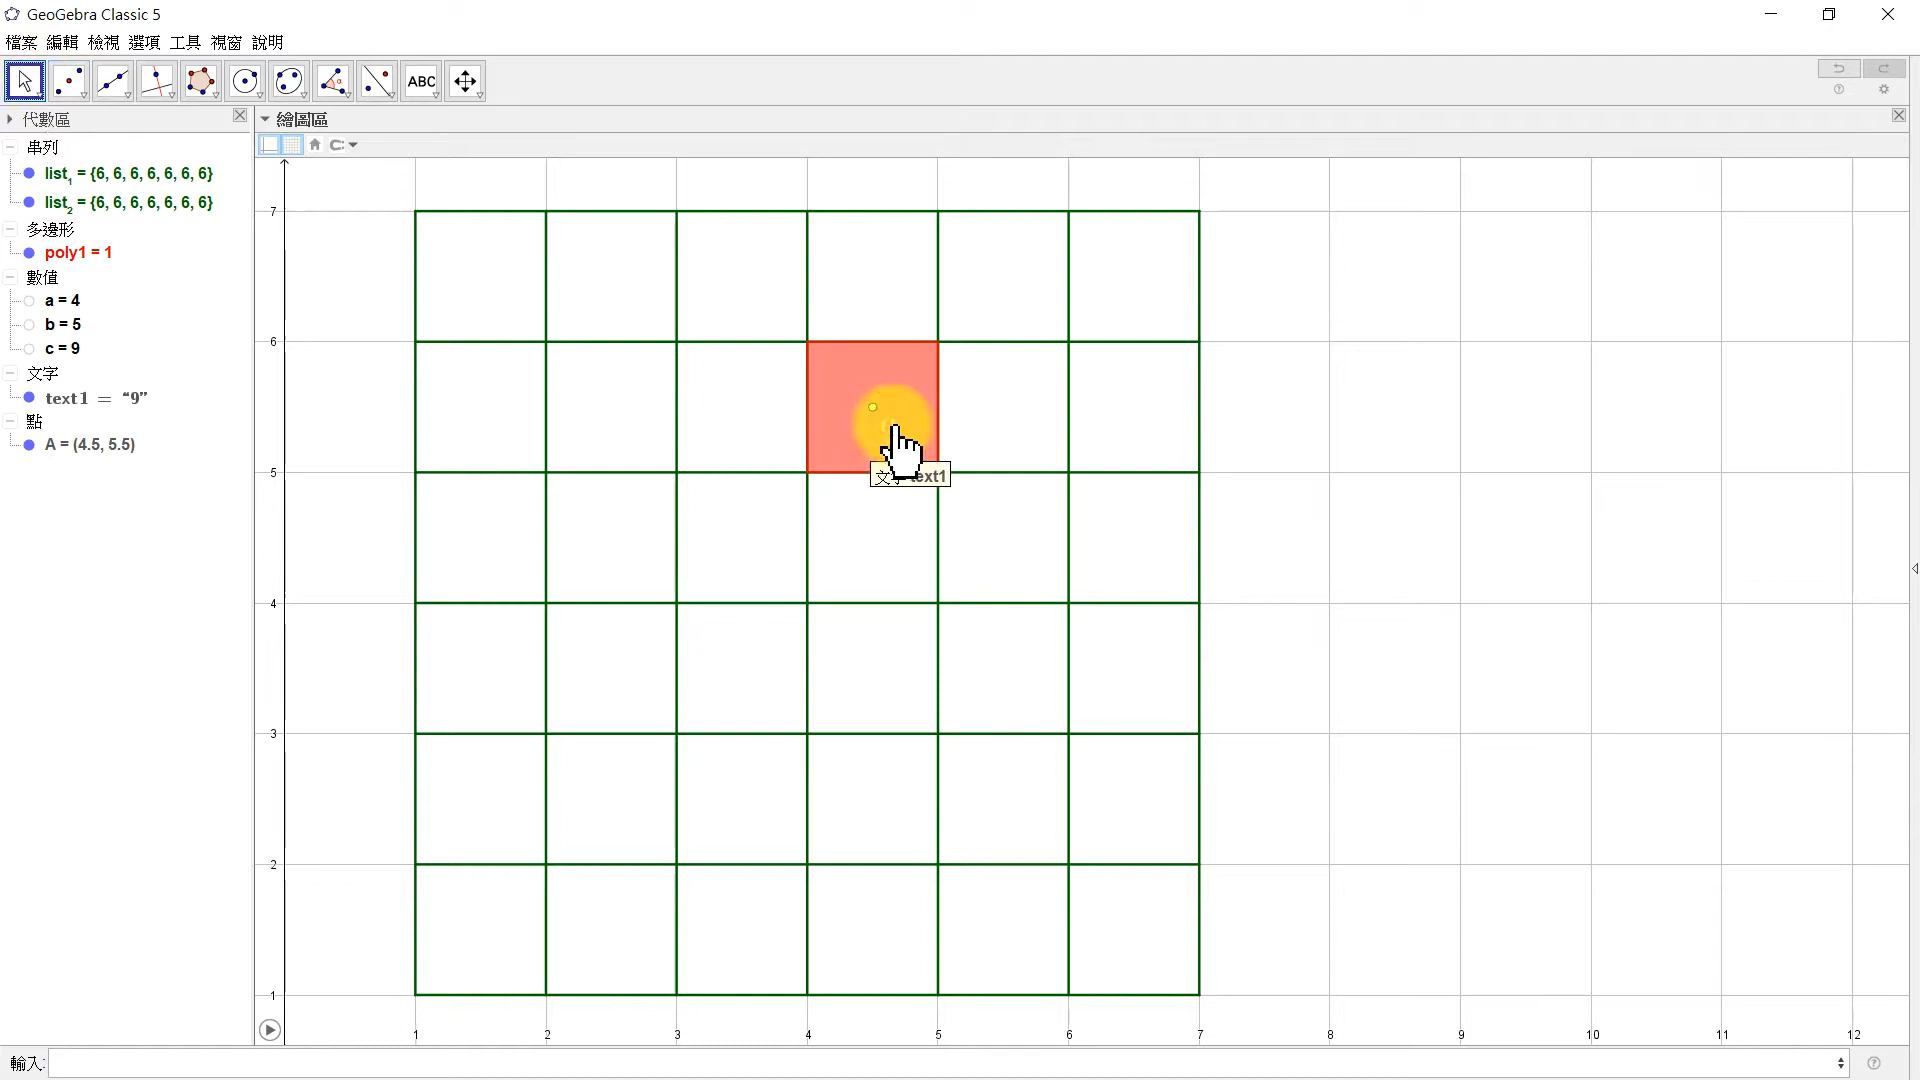 GeoGebra Classic 5
檔案 編輯 檢視 選項 工具 視窗 說明
ABC
代數區
繪圖區
串列
list1 = {6, 6, 6, 6, 6, 6, 6}
list2 = {6, 6, 6, 6, 6, 6, 6}
多邊形
poly1 = 1
數值
a = 4
b = 5
c = 9
文字
text1 = “9”
點
A = (4.5, 5.5)
7
6
5
4
3
2
1
text1
1 2 3 4 5 6 7 8 9 10 11 12
輸入: